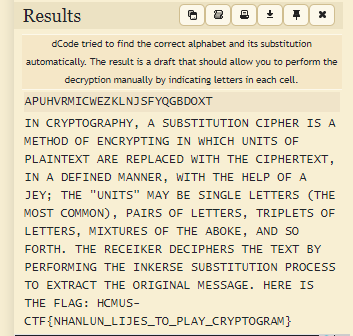 Results
dCode tried to find the correct alphabet and its substitution
automatically. The result is a draft that should allow you to perform the
decryption manually by indicating letters in each cell.
APUHVRMICWEZKLNJSFYQGBDOXT
IN CRYPTOGRAPHY, A SUBSTITUTION CIPHER IS A
METHOD OF ENCRYPTING IN WHICH UNITS OF
PLAINTEXT ARE REPLACED WITH THE CIPHERTEXT,
IN A DEFINED MANNER, WITH THE HELP OF A
JEY; THE "UNITS" MAY BE SINGLE LETTERS (THE
MOST COMMON), PAIRS OF LETTERS, TRIPLETS OF
LETTERS, MIXTURES OF THE ABOKE, AND SO
FORTH. THE RECEIKER DECIPHERS THE TEXT BY
PERFORMING THE INKERSE SUBSTITUTION PROCESS
TO EXTRACT THE ORIGINAL MESSAGE. HERE IS
THE FLAG: HCMUS-
CTF{NHANLUN_LIJES_TO_PLAY_CRYPTOGRAM}